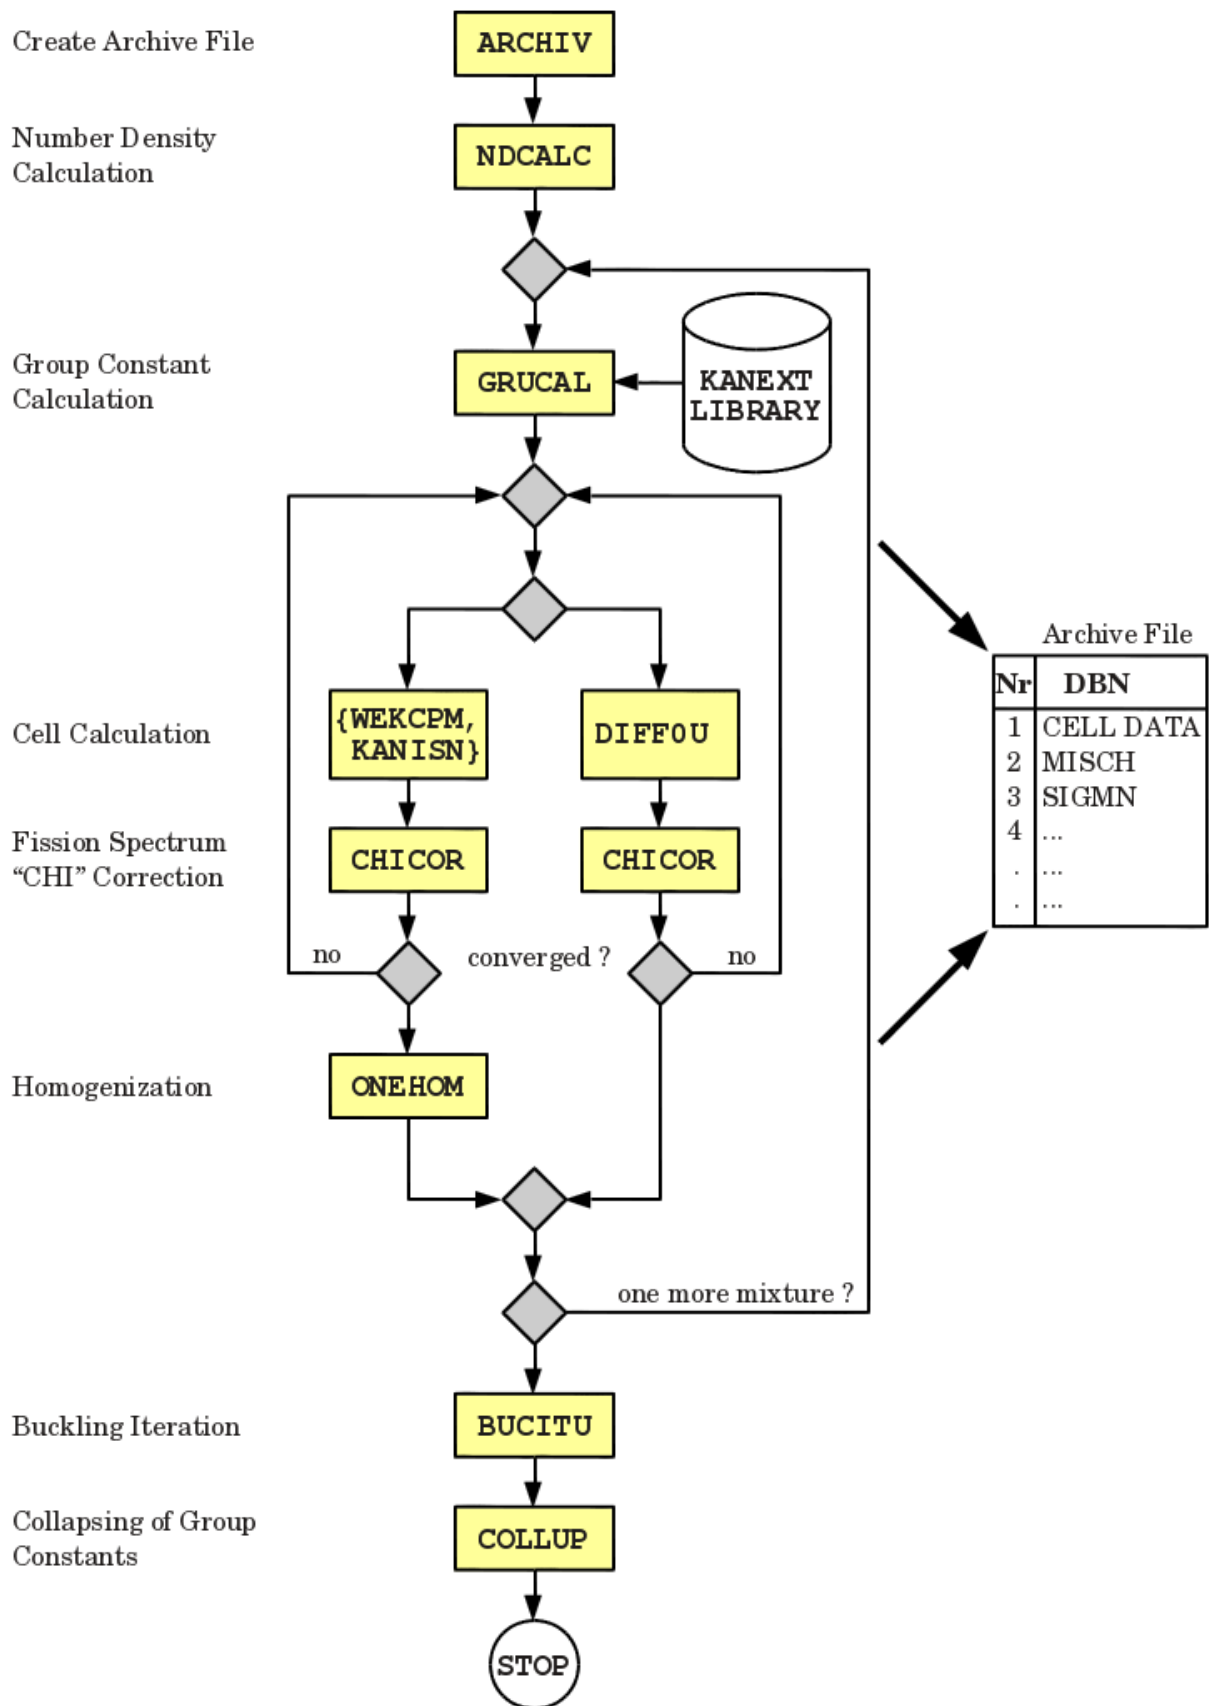 Create Archive File
ARCHIV
Number Density
Calculation
NDCALC
Group Constant
Calculation
GRUCAL
KANEXT
LIBRARY
Cell Calculation
{WEKCPM,
KANISN}
DIFF0U
Fission Spectrum
“CHI” Correction
CHICOR
CHICOR
no
converged ?
no
Homogenization
ONEHOM
one more mixture ?
Buckling Iteration
BUCITU
Collapsing of Group
Constants
COLLUP
STOP
Archive File
Nr DBN
1 CELL DATA
2 MISCH
3 SIGMN
4 ...
. ...
. ...